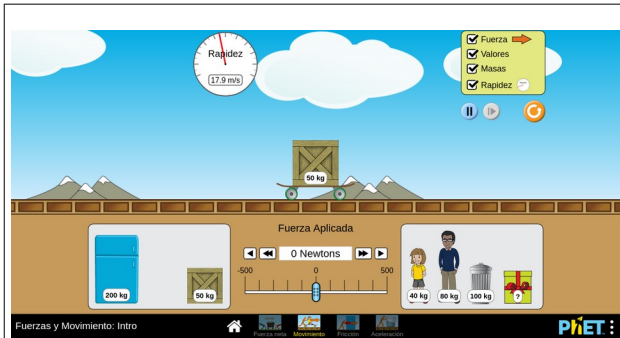 Rapidez
17.9 m/s
Fuerza
Valores
Masas
Rapidez
50 kg
Fuerza Aplicada
0 Newtons
-500
0
500
200 kg
50 kg
40 kg
80 kg
100 kg
?
Fuerzas y Movimiento: Intro
Fuerza neta
Movimiento
Fricción
Aceleración
PhET